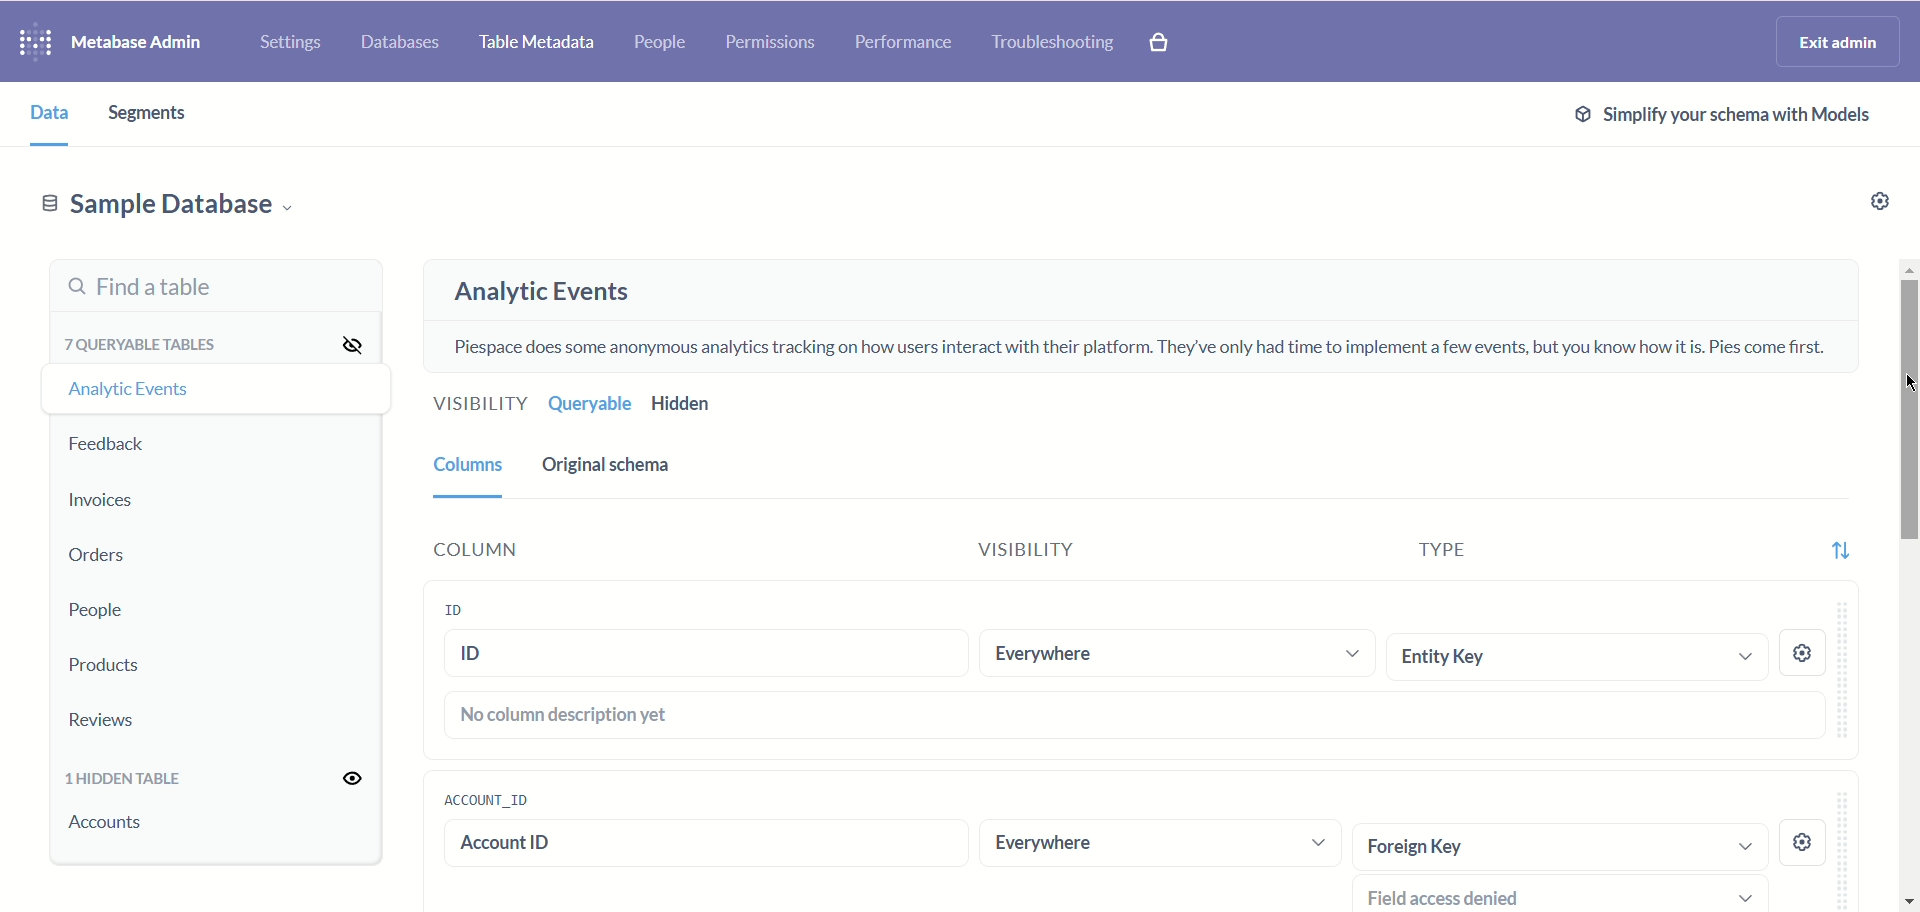 Metabase Admin Settings Databases Table Metadata People Permissions Performance Troubleshooting Exit admin
Data Segments Simplify your schema with Models
Sample Database
Find a table
7 QUERYABLE TABLES
Analytic Events
Feedback
Invoices
Orders
People
Products
Reviews
1 HIDDEN TABLE
Accounts
Analytic Events
Piespace does some anonymous analytics tracking on how users interact with their platform. They've only had time to implement a few events, but you know how it is. Pies come first.
VISIBILITY Queryable Hidden
Columns Original schema
COLUMN VISIBILITY TYPE
ID
ID Everywhere Entity Key
No column description yet
ACCOUNT_ID
Account ID Everywhere Foreign Key
Field access denied